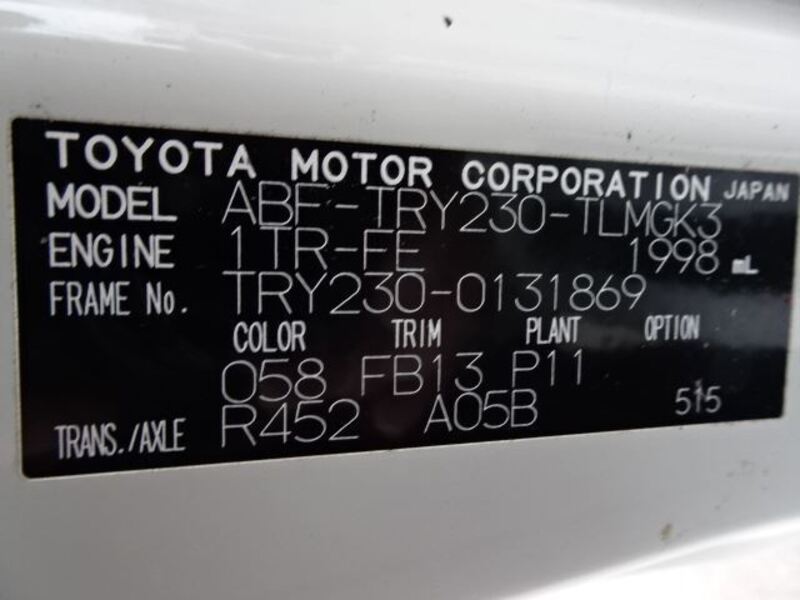 TOYOTA MOTOR CORPORATION JAPAN
MODEL ABF-TRY230-TLMGK3
ENGINE 1TR-FE 1998 mL
FRAME No. TRY230-0131869
COLOR TRIM PLANT OPTION
058 FB13 P11
TRANS./AXLE R452 A05B 515